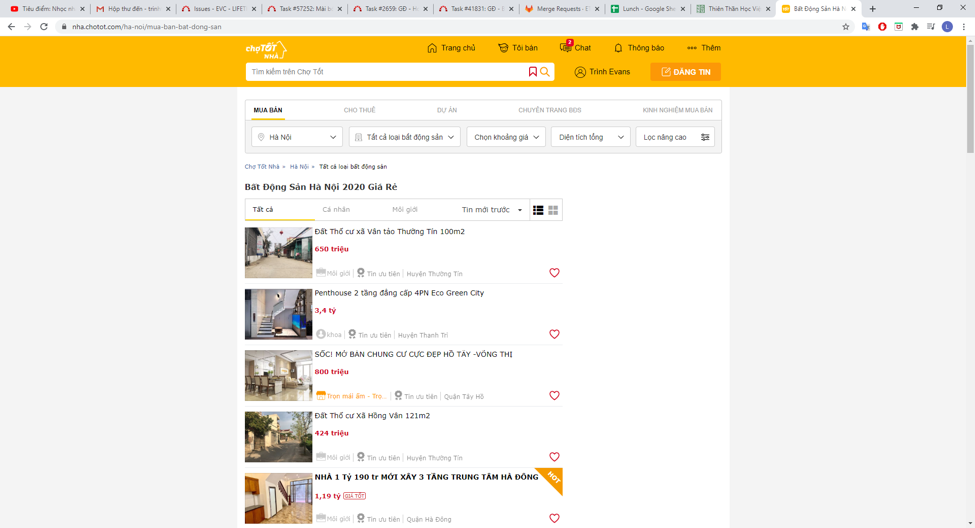 Tiêu điểm: Nhọc nh
Hộp thư đến - trinh
Issues - EVC - LIFET
Task #57252: Mãi b
Task #2659: GĐ - H
Task #41831: GĐ -
Merge Requests - E
Lunch - Google She
Thiên Thần Học Việ
Bất Động Sản Hà N
nha.chotot.com/ha-noi/mua-ban-bat-dong-san
L
chợTỐT NHÀ
Trang chủ
Tôi bán
2
Chat
Thông báo
Thêm
Tìm kiếm trên Chợ Tốt
Trinh Evans
ĐĂNG TIN
MUA BÁN
CHO THUÊ
DỰ ÁN
CHUYÊN TRANG BĐS
KINH NGHIỆM MUA BÁN
Hà Nội
Tất cả loại bất động sản
Chọn khoảng giá
Diện tích tổng
Lọc nâng cao
Chợ Tốt Nhà » Hà Nội » Tất cả loại bất động sản
Bất Động Sản Hà Nội 2020 Giá Rẻ
Tất cả
Cá nhân
Môi giới
Tin mới trước
Đất Thổ cư xã Vân tảo Thường Tín 100m2
650 triệu
Môi giới | Tin ưu tiên | Huyện Thường Tín
Penthouse 2 tầng đẳng cấp 4PN Eco Green City
3,4 tỷ
khoa | Tin ưu tiên | Huyện Thanh Trì
SỐC! MỞ BÁN CHUNG CƯ CỰC ĐẸP HỒ TÂY -VÕNG THỊ
800 triệu
Trọn mái ấm - Tro... | Tin ưu tiên | Quận Tây Hồ
Đất Thổ cư Xã Hồng Vân 121m2
424 triệu
Môi giới | Tin ưu tiên | Huyện Thường Tín
NHÀ 1 Tỷ 190 tr MỚI XÂY 3 TẦNG TRUNG TÂM HÀ ĐÔNG
HOT
1,19 tỷ GIÁ TỐT
Môi giới | Tin ưu tiên | Quận Hà Đông